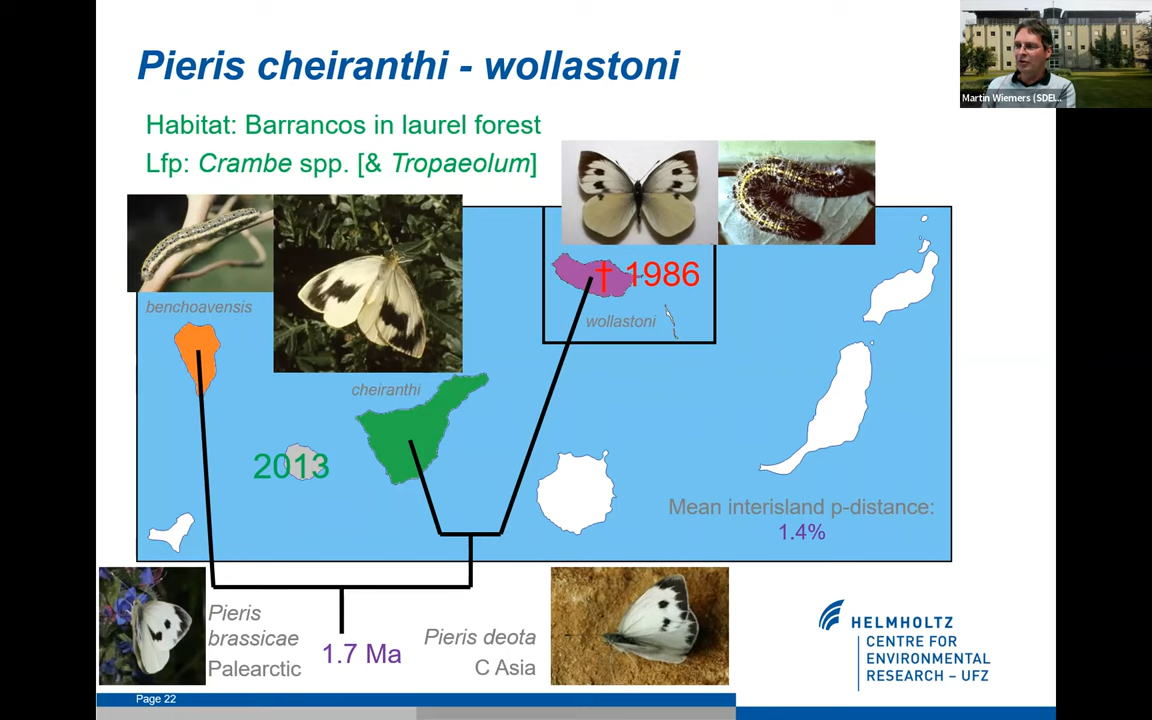 Pieris cheiranthi - wollastoni
Martin Wiemers (SDEI...
Habitat: Barrancos in laurel forest
Lfp: Crambe spp. [& Tropaeolum]
benchoavensis
† 1986
wollastoni
cheiranthi
2013
Mean interisland p-distance:
1.4%
Pieris
brassicae
Palearctic
1.7 Ma
Pieris deota
C Asia
HELMHOLTZ
CENTRE FOR
ENVIRONMENTAL
RESEARCH – UFZ
Page 22